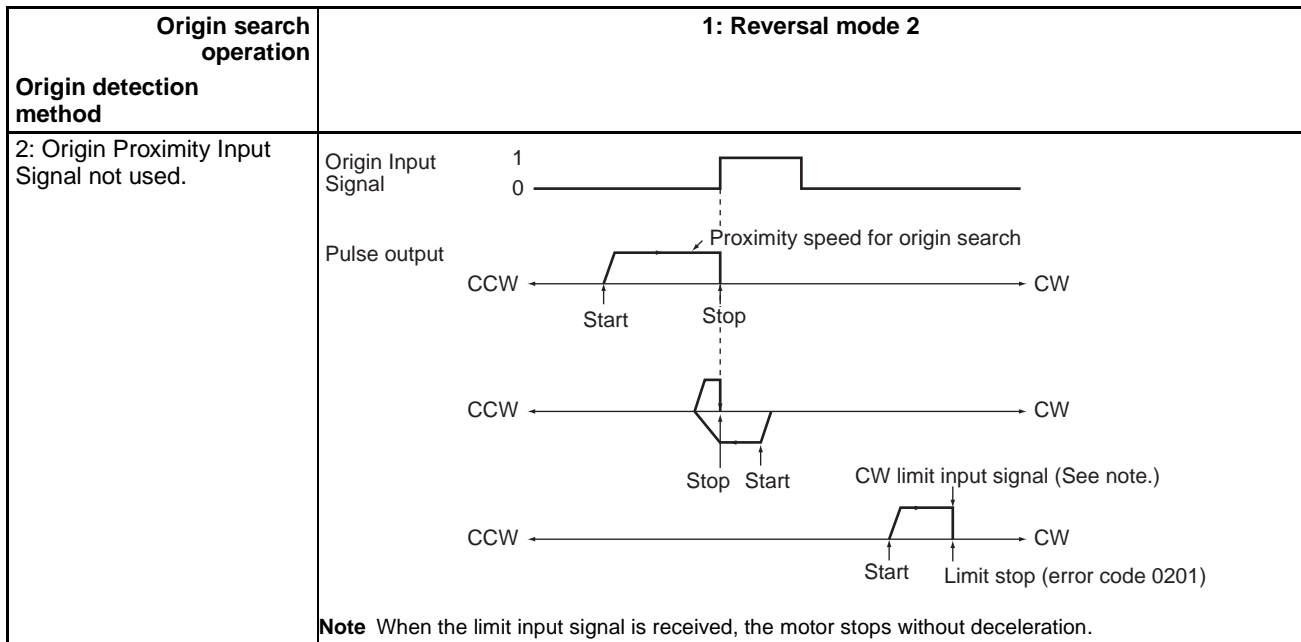 Origin search
operation
1: Reversal mode 2
Origin detection
method
2: Origin Proximity Input
Signal not used.
Origin Input
Signal
1
0
Pulse output
Proximity speed for origin search
CCW
CW
Start
Stop
CCW
CW
Stop
Start
CW limit input signal (See note.)
CCW
CW
Start
Limit stop (error code 0201)
Note When the limit input signal is received, the motor stops without deceleration.